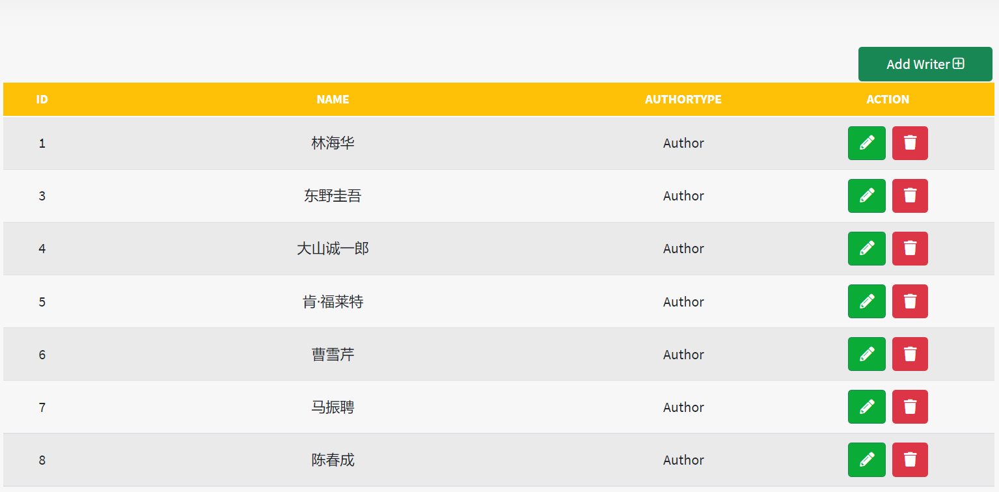 Add Writer
ID NAME AUTHORTYPE ACTION
1 林海华 Author
3 东野圭吾 Author
4 大山诚一郎 Author
5 肯·福莱特 Author
6 曹雪芹 Author
7 马振聘 Author
8 陈春成 Author